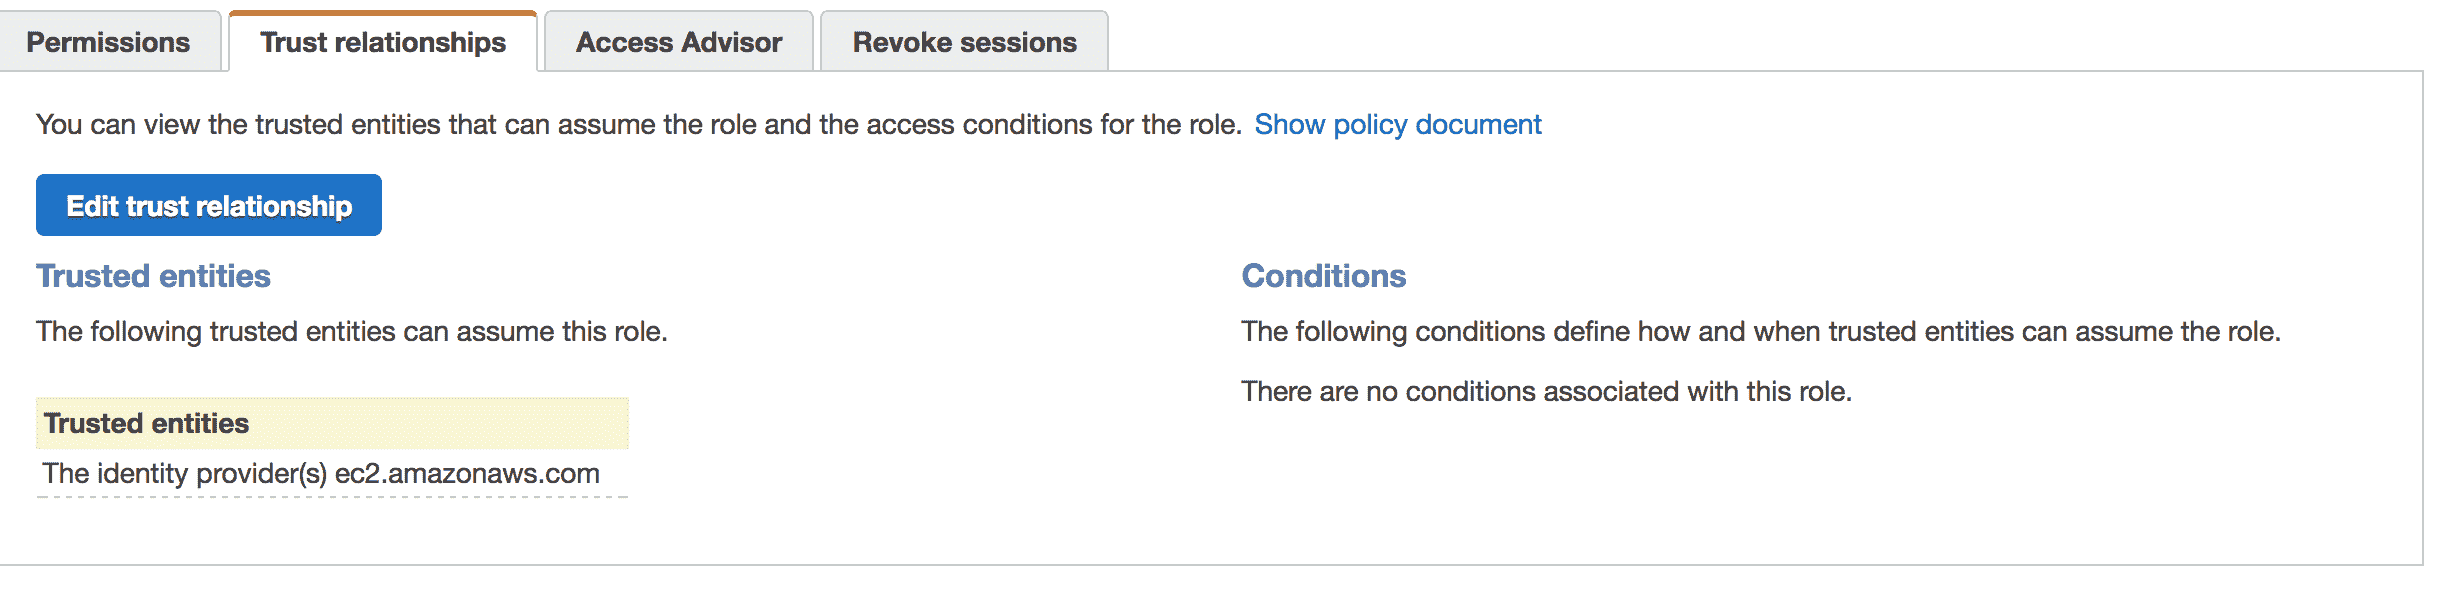 Permissions
Trust relationships
Access Advisor
Revoke sessions
You can view the trusted entities that can assume the role and the access conditions for the role. Show policy document
Edit trust relationship
Trusted entities
The following trusted entities can assume this role.
Trusted entities
The identity provider(s) ec2.amazonaws.com
Conditions
The following conditions define how and when trusted entities can assume the role.
There are no conditions associated with this role.